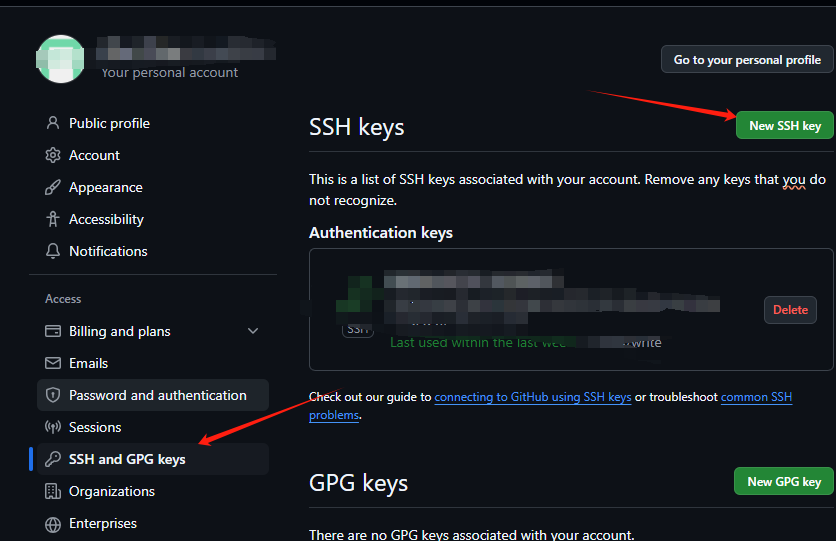 Your personal account
Go to your personal profile
Public profile
Account
Appearance
Accessibility
Notifications
Access
Billing and plans
Emails
Password and authentication
Sessions
SSH and GPG keys
Organizations
Enterprises
SSH keys
New SSH key
This is a list of SSH keys associated with your account. Remove any keys that you do
not recognize.
Authentication keys
SSH
Last used within the last
write
Delete
Check out our guide to connecting to GitHub using SSH keys or troubleshoot common SSH
problems.
GPG keys
New GPG key
There are no GPG keys associated with your account.